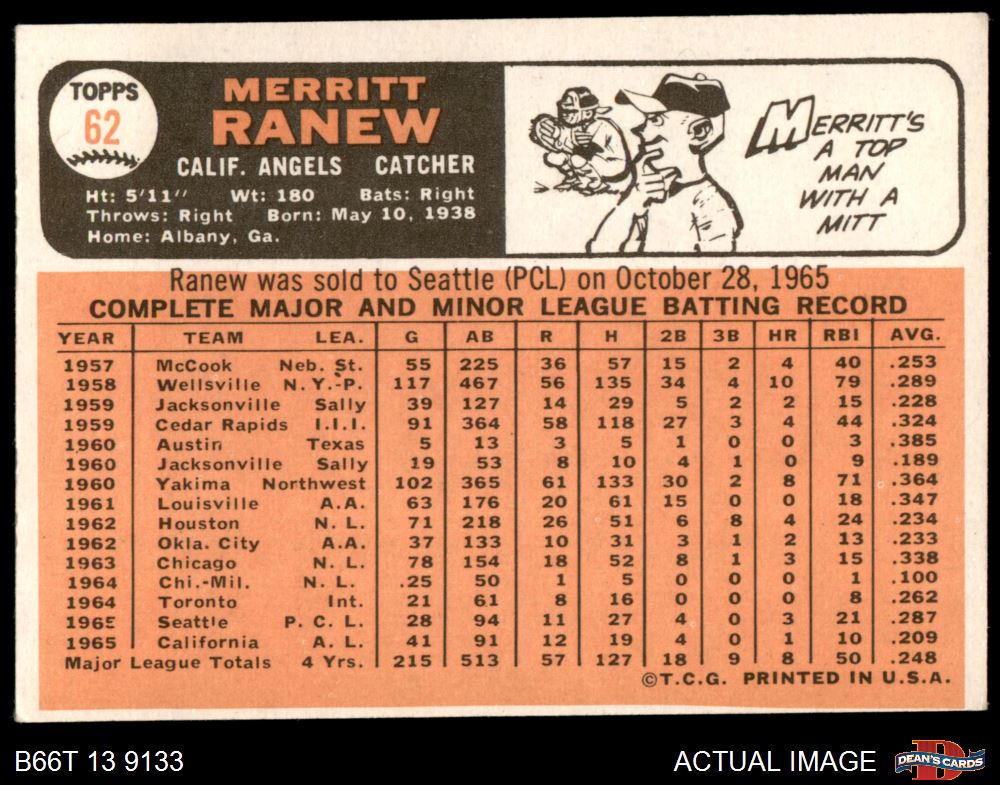 TOPPS
62
MERRITT
RANEW
CALIF. ANGELS CATCHER
Ht: 5'11" Wt: 180 Bats: Right
Throws: Right Born: May 10, 1938
Home: Albany, Ga.
MERRITT'S
A TOP
MAN
WITH A
MITT
Ranew was sold to Seattle (PCL) on October 28, 1965
COMPLETE MAJOR AND MINOR LEAGUE BATTING RECORD
YEAR TEAM LEA. G AB R H 2B 3B HR RBI AVG.
1957 McCook Neb. St. 55 225 36 57 15 2 4 40 .253
1958 Wellsville N.Y.-P. 117 467 56 135 34 4 10 79 .289
1959 Jacksonville Sally 39 127 14 29 5 2 2 15 .228
1959 Cedar Rapids I.I.I. 91 364 58 118 27 3 4 44 .324
1960 Austin Texas 5 13 3 5 1 0 0 3 .385
1960 Jacksonville Sally 19 53 8 10 4 1 0 9 .189
1960 Yakima Northwest 102 365 61 133 30 2 8 71 .364
1961 Louisville A.A. 63 176 20 61 15 0 0 18 .347
1962 Houston N. L. 71 218 26 51 6 8 4 24 .234
1962 Okla. City A.A. 37 133 10 31 3 1 2 13 .233
1963 Chicago N. L. 78 154 18 52 8 1 3 15 .338
1964 Chi.-Mil. N. L. .25 50 1 5 0 0 0 1 .100
1964 Toronto Int. 21 61 8 16 0 0 0 8 .262
1965 Seattle P. C. L. 28 94 11 27 4 0 3 21 .287
1965 California A. L. 41 91 12 19 4 0 1 10 .209
Major League Totals 4 Yrs. 215 513 57 127 18 9 8 50 .248
©T.C.G. PRINTED IN U.S.A.
B66T 13 9133
ACTUAL IMAGE
DEAN'S CARDS